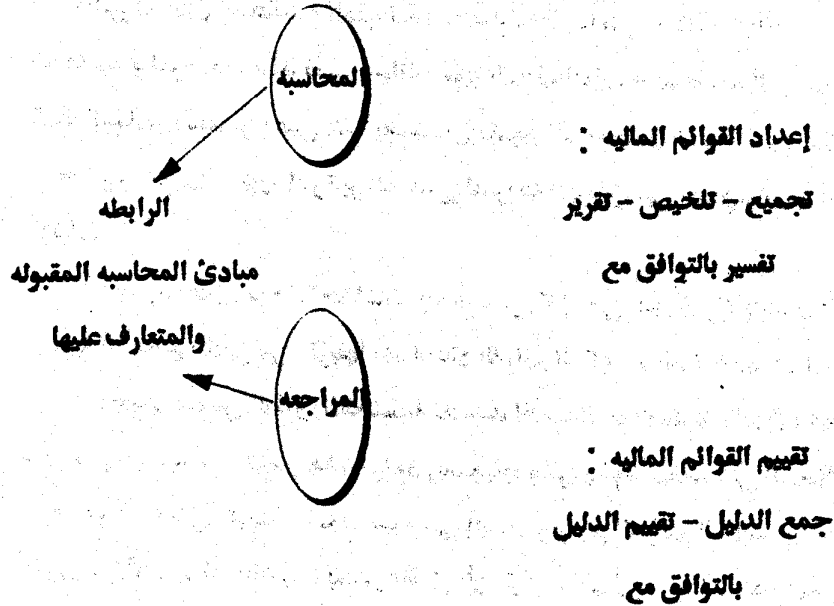 المحاسبه
إعداد القوائم الماليه :
تجميع – تلخيص – تقرير
تفسير بالتوافق مع
الرابطه
مبادئ المحاسبه المقبوله
والمتعارف عليها
المراجعه
تقييم القوائم الماليه :
جمع الدليل – تقييم الدليل
بالتوافق مع